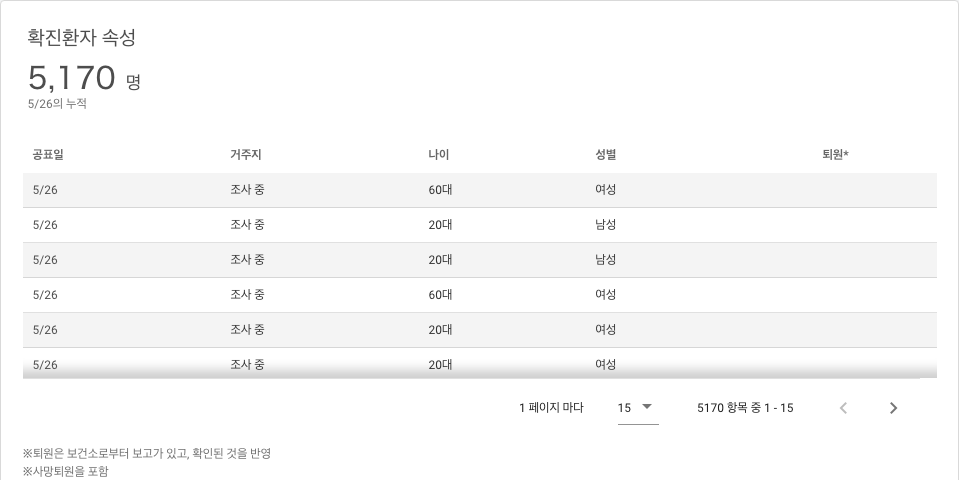 확진환자 속성
5,170 명
5/26의 누적
공표일 거주지 나이 성별 퇴원*
5/26 조사 중 60대 여성
5/26 조사 중 20대 남성
5/26 조사 중 20대 남성
5/26 조사 중 60대 여성
5/26 조사 중 20대 여성
5/26 조사 중 20대 여성
1 페이지 마다 15 5170 항목 중 1 - 15
※퇴원은 보건소로부터 보고가 있고, 확인된 것을 반영
※사망퇴원을 포함